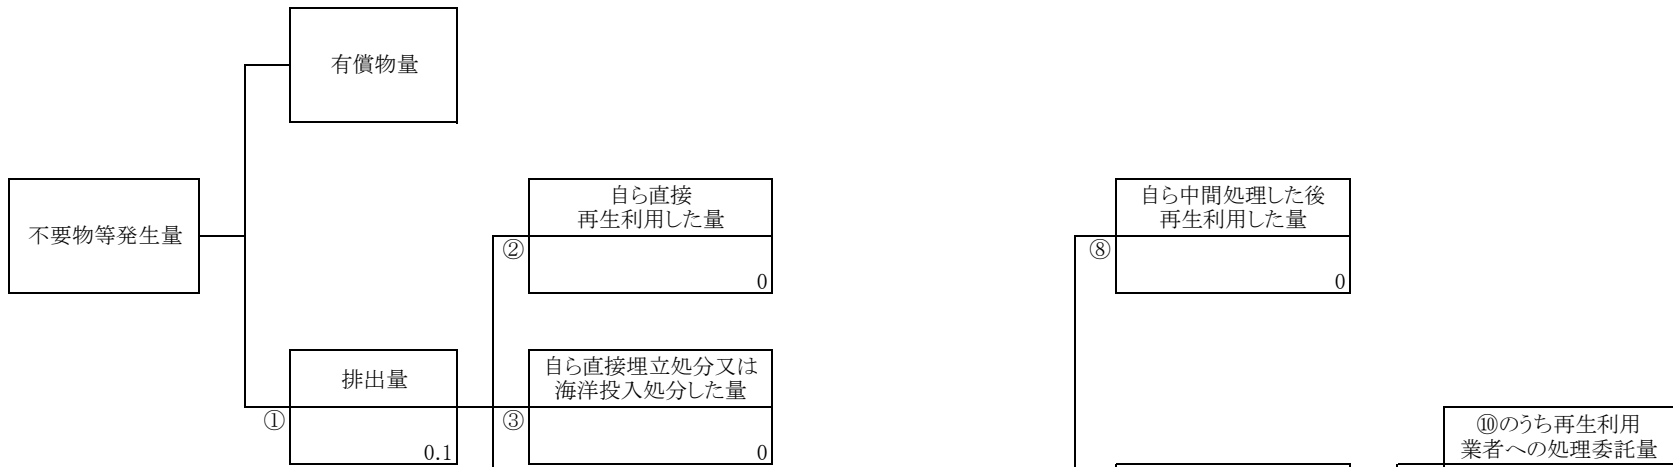 有償物量
不要物等発生量
自ら直接
再生利用した量
②
0
自ら中間処理した後
再生利用した量
⑧
0
排出量
①
0.1
自ら直接埋立処分又は
海洋投入処分した量
③
0
⑩のうち再生利用
業者への処理委託量